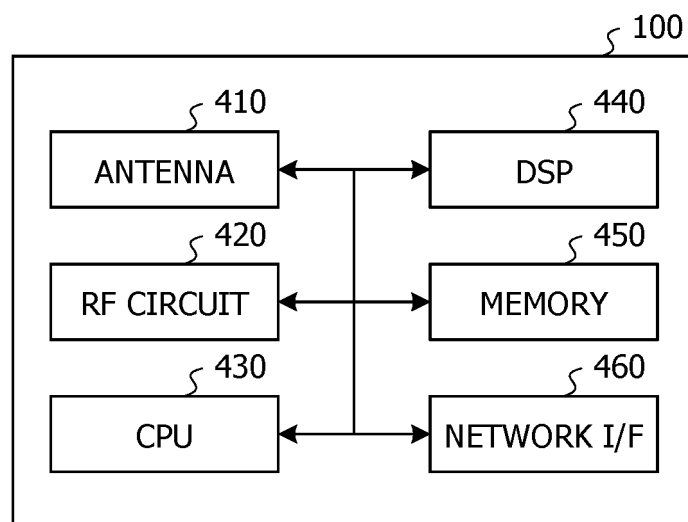 100
410
440
ANTENNA
DSP
420
450
RF CIRCUIT
MEMORY
430
460
CPU
NETWORK I/F